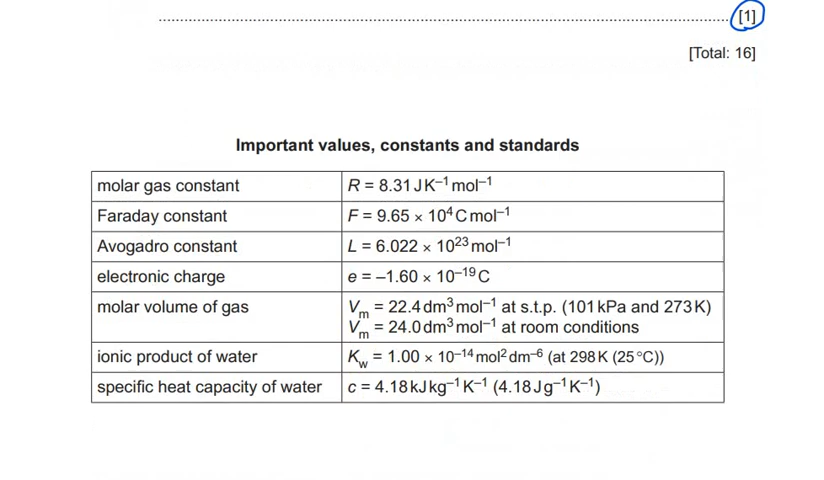 [1]
[Total: 16]
Important values, constants and standards
molar gas constant R = 8.31 J K⁻¹ mol⁻¹
Faraday constant F = 9.65 × 10⁴ C mol⁻¹
Avogadro constant L = 6.022 × 10²³ mol⁻¹
electronic charge e = –1.60 × 10⁻¹⁹ C
molar volume of gas Vₘ = 22.4 dm³ mol⁻¹ at s.t.p. (101 kPa and 273 K)
Vₘ = 24.0 dm³ mol⁻¹ at room conditions
ionic product of water K_w = 1.00 × 10⁻¹⁴ mol² dm⁻⁶ (at 298 K (25 °C))
specific heat capacity of water c = 4.18 kJ kg⁻¹ K⁻¹ (4.18 J g⁻¹ K⁻¹)